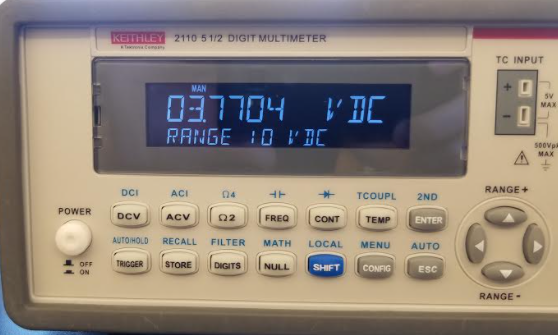 KEITHLEY 2110 5 1/2 DIGIT MULTIMETER
A Tektronix Company
TC INPUT
MAN
03.7704 VDC
RANGE 10 VDC
+
5V MAX
−
500Vpk MAX
DCI ACI Ω4 TCOUPL 2ND
POWER DCV ACV Ω2 FREQ CONT TEMP ENTER
RANGE +
AUTO/HOLD RECALL FILTER MATH LOCAL MENU AUTO
OFF
ON
TRIGGER STORE DIGITS NULL SHIFT CONFIG ESC
RANGE -